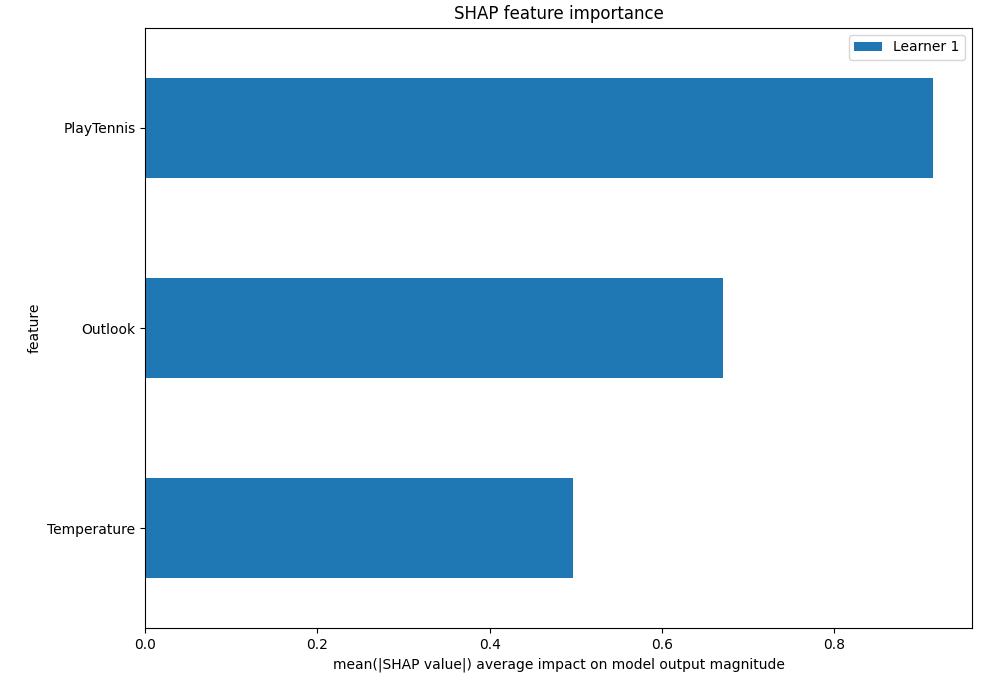 SHAP feature importance
Learner 1
PlayTennis
Outlook
Temperature
feature
0.0 0.2 0.4 0.6 0.8
mean(|SHAP value|) average impact on model output magnitude